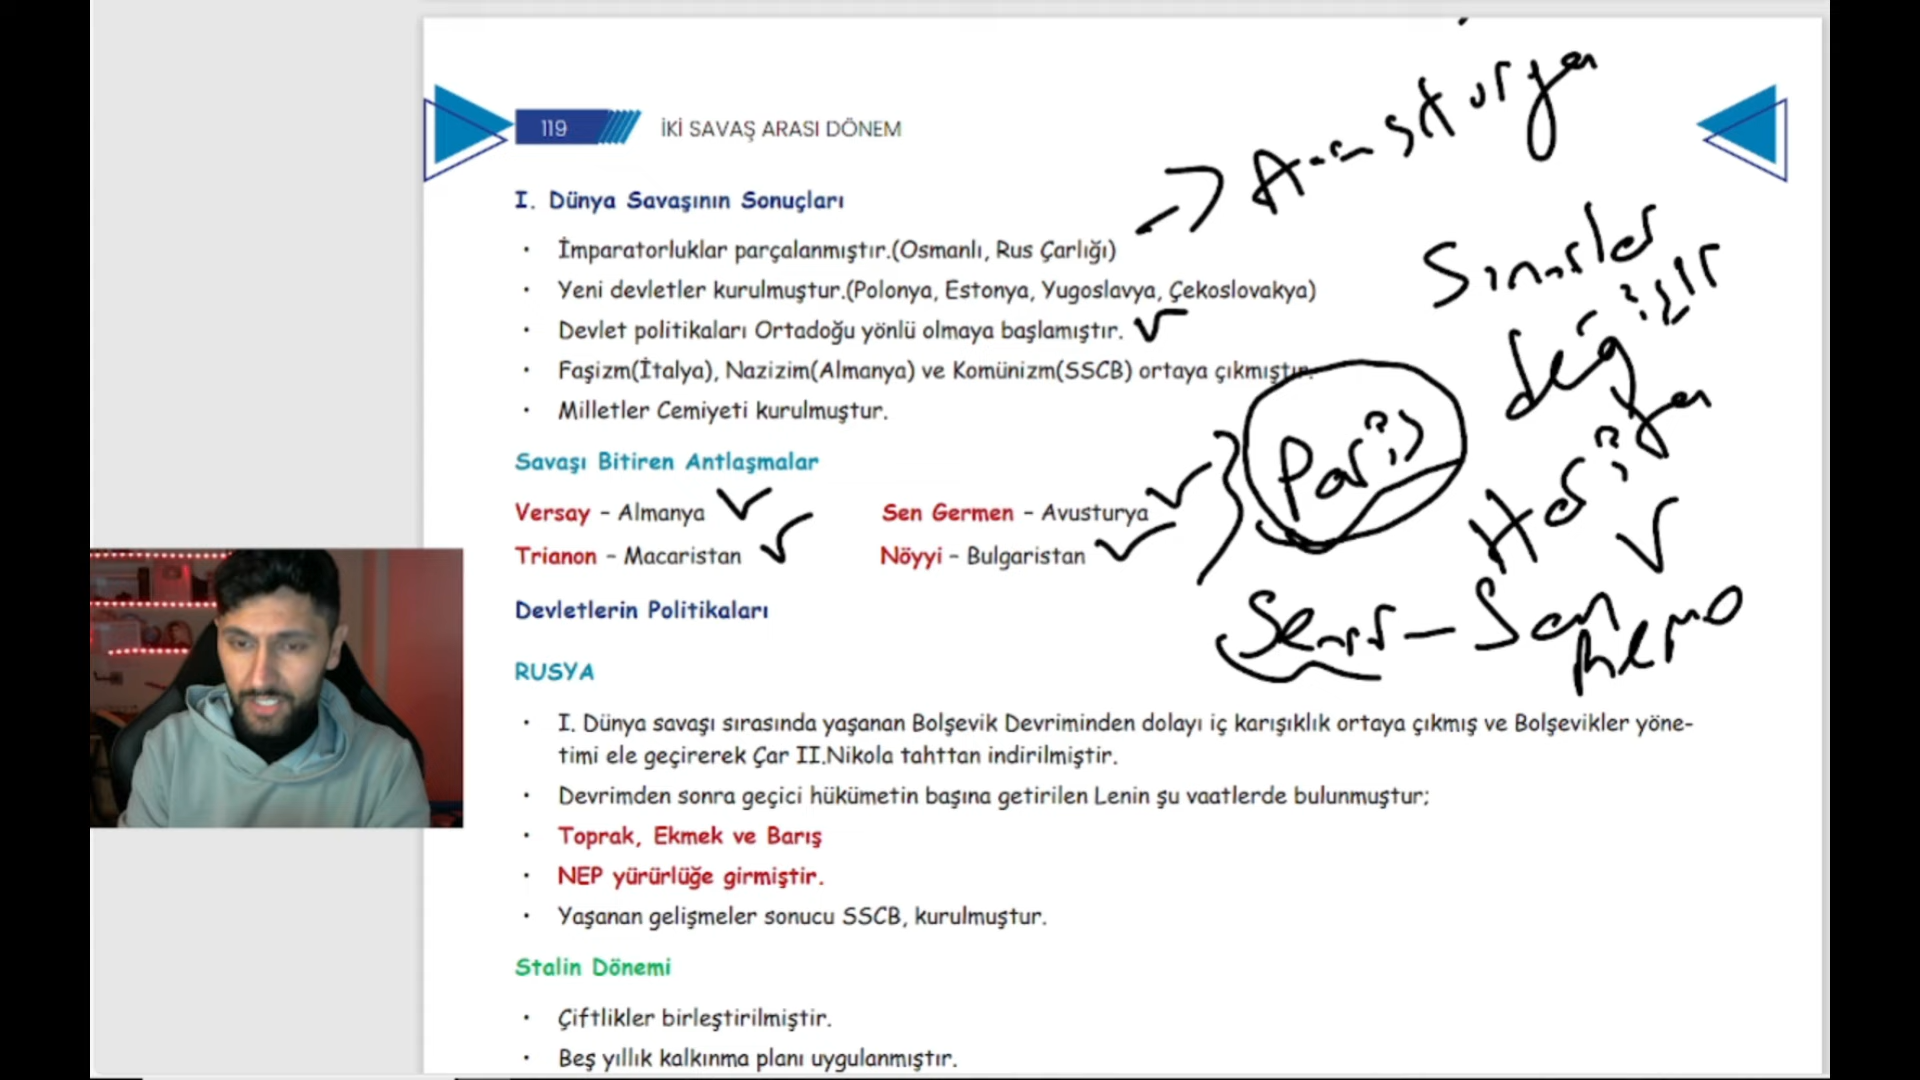 119 İKİ SAVAŞ ARASI DÖNEM
I. Dünya Savaşının Sonuçları
• İmparatorluklar parçalanmıştır.(Osmanlı, Rus Çarlığı)
• Yeni devletler kurulmuştur.(Polonya, Estonya, Yugoslavya, Çekoslovakya)
• Devlet politikaları Ortadoğu yönlü olmaya başlamıştır.
• Faşizm(İtalya), Nazizim(Almanya) ve Komünizm(SSCB) ortaya çıkmıştır.
• Milletler Cemiyeti kurulmuştur.
Sınırlar
değişir
Paris
Savaşı Bitiren Antlaşmalar
Versay – Almanya Sen Germen – Avusturya
Trianon – Macaristan Nöyyi – Bulgaristan
San
Remo
Devletlerin Politikaları
RUSYA
• I. Dünya savaşı sırasında yaşanan Bolşevik Devriminden dolayı iç karışıklık ortaya çıkmış ve Bolşevikler yöne-
timi ele geçirerek Çar II.Nikola tahttan indirilmiştir.
• Devrimden sonra geçici hükümetin başına getirilen Lenin şu vaatlerde bulunmuştur;
• Toprak, Ekmek ve Barış
• NEP yürürlüğe girmiştir.
• Yaşanan gelişmeler sonucu SSCB, kurulmuştur.
Stalin Dönemi
• Çiftlikler birleştirilmiştir.
• Beş yıllık kalkınma planı uygulanmıştır.